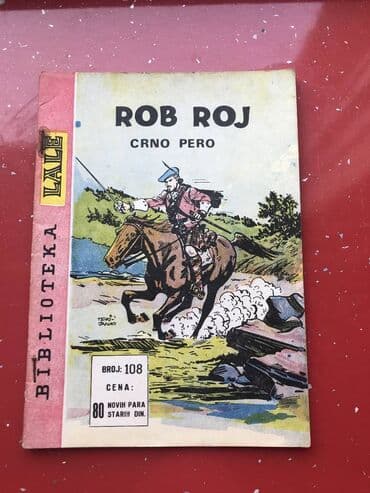 ROB ROJ
CRNO PERO
BIBLIOTEKA LALE
BROJ: 108
CENA:
80 NOVIH PARA
STARIH DIN.